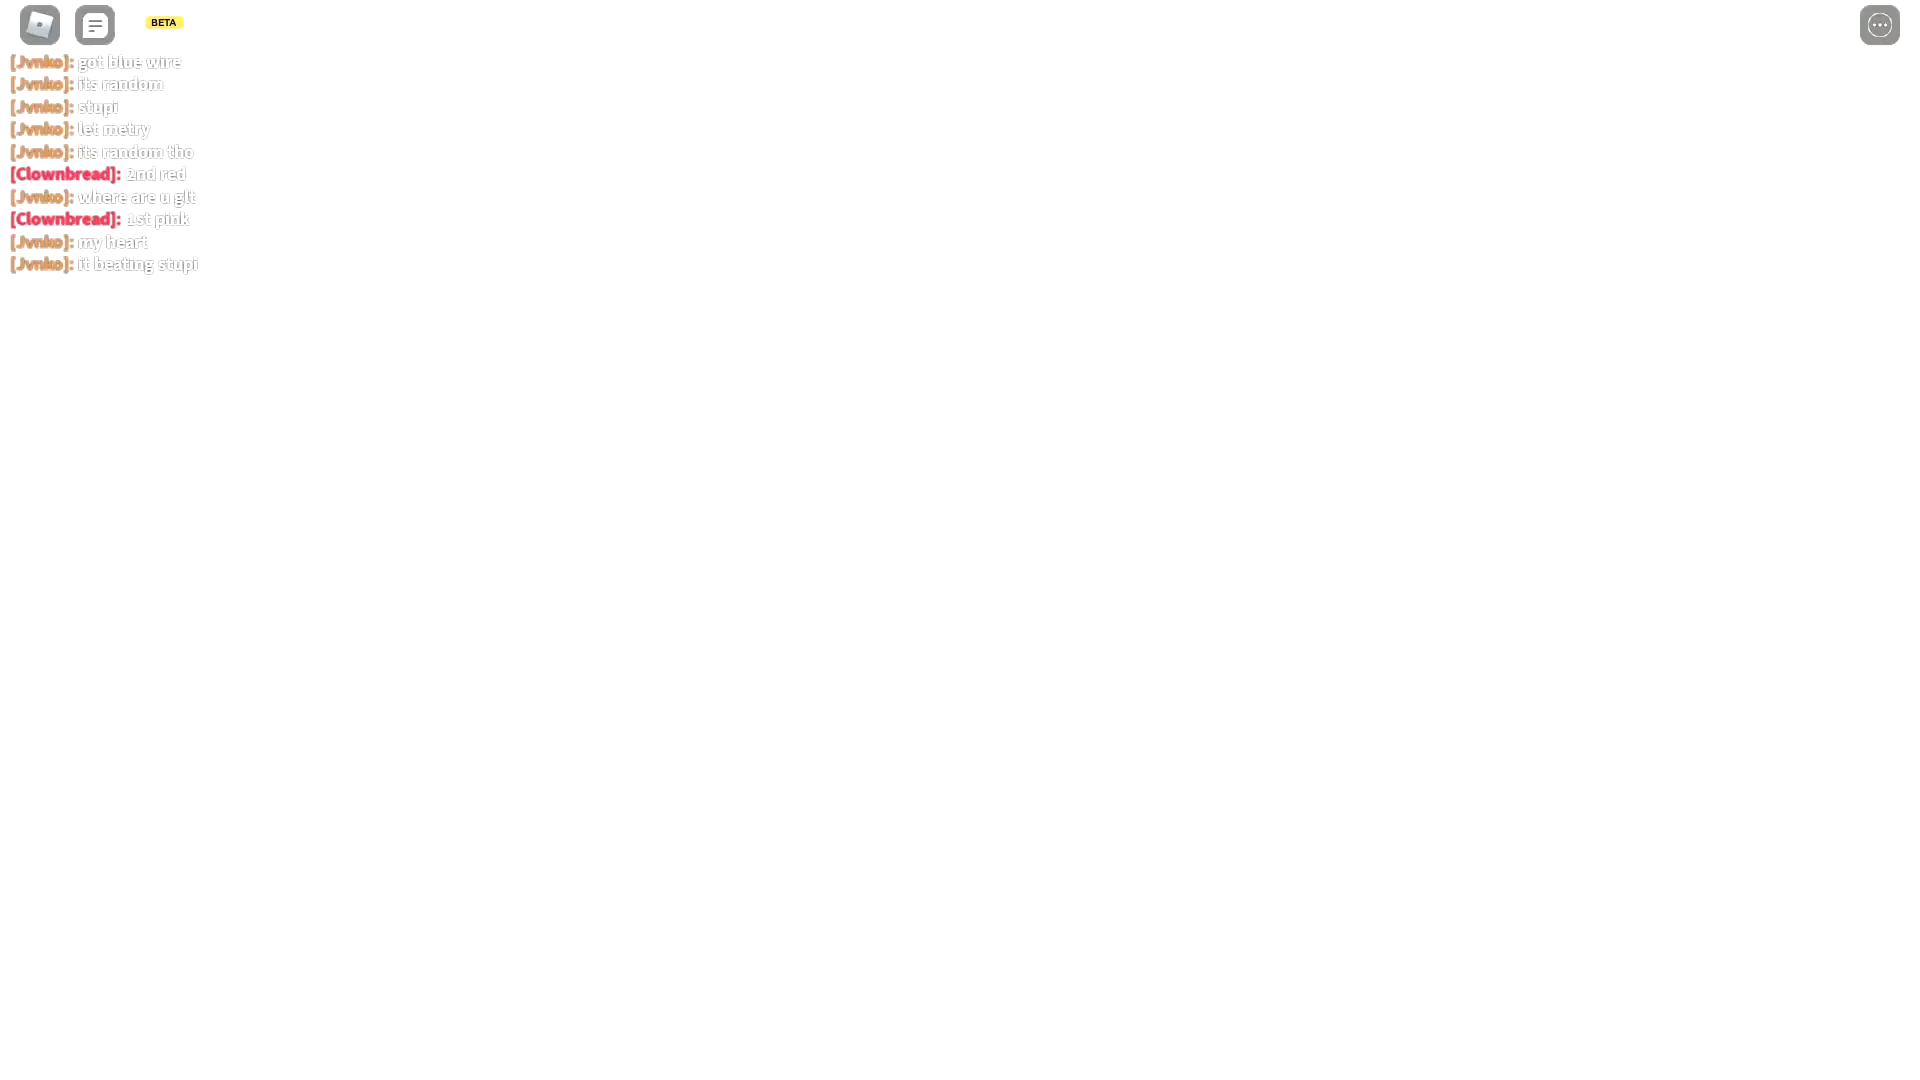 BETA
[Jvnko]: got blue wire
[Jvnko]: its random
[Jvnko]: stupi
[Jvnko]: let metry
[Jvnko]: its random tho
[Clownbread]: 2nd red
[Jvnko]: where are u glt
[Clownbread]: 1st pink
[Jvnko]: my heart
[Jvnko]: it beating stupi